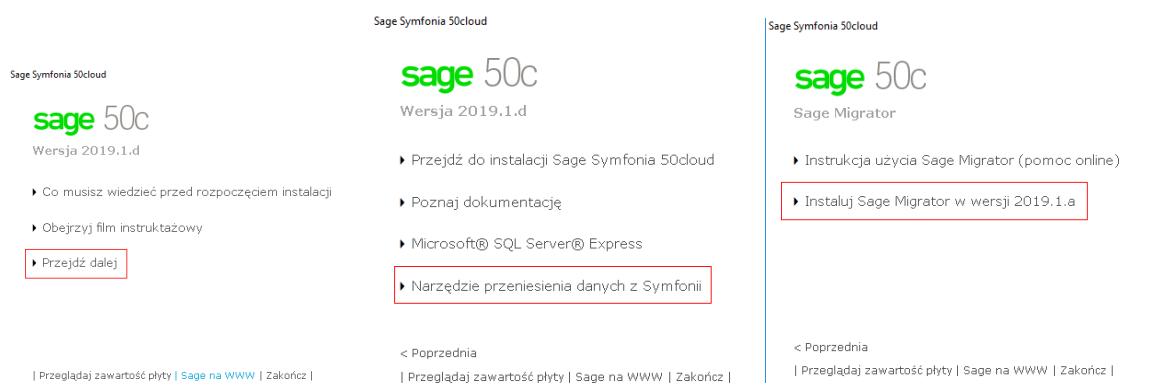 Sage Symfonia 50cloud
sage 50c
Wersja 2019.1.d
Co musisz wiedzieć przed rozpoczęciem instalacji
Obejrzyj film instruktażowy
Przejdź dalej
| Przeglądaj zawartość płyty | Sage na WWW | Zakończ |
Sage Symfonia 50cloud
sage 50c
Wersja 2019.1.d
Przejdź do instalacji Sage Symfonia 50cloud
Poznaj dokumentację
Microsoft® SQL Server® Express
Narzędzie przeniesienia danych z Symfonii
< Poprzednia
| Przeglądaj zawartość płyty | Sage na WWW | Zakończ |
Sage Symfonia 50cloud
sage 50c
Sage Migrator
Instrukcja użycia Sage Migrator (pomoc online)
Instaluj Sage Migrator w wersji 2019.1.a
< Poprzednia
| Przeglądaj zawartość płyty | Sage na WWW | Zakończ |